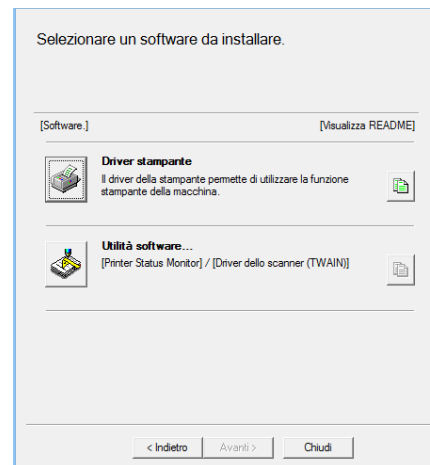 Selezionare un software da installare.
[Software.] [Visualizza README]
Driver stampante
Il driver della stampante permette di utilizzare la funzione
stampante della macchina.
Utilità software...
[Printer Status Monitor] / [Driver dello scanner (TWAIN)]
< Indietro Avanti > Chiudi